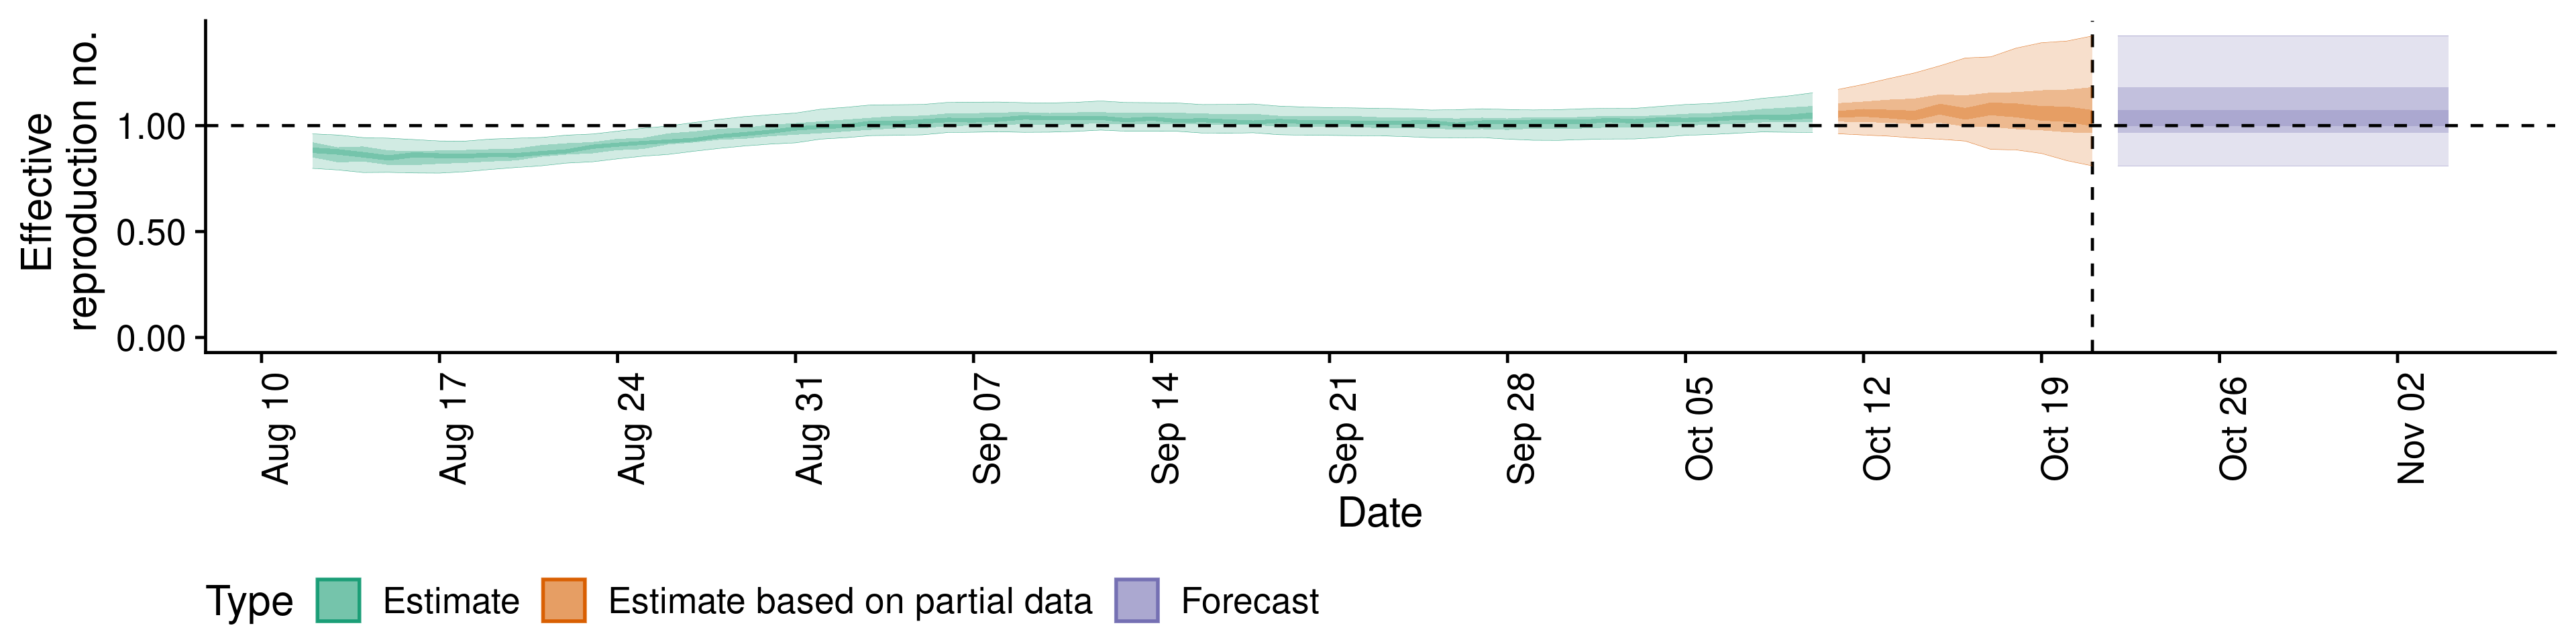 Effective
reproduction no.
1.00
0.50
0.00
Aug 10
Aug 17
Aug 24
Aug 31
Sep 07
Sep 14
Sep 21
Sep 28
Oct 05
Oct 12
Oct 19
Oct 26
Nov 02
Date
Type Estimate Estimate based on partial data Forecast